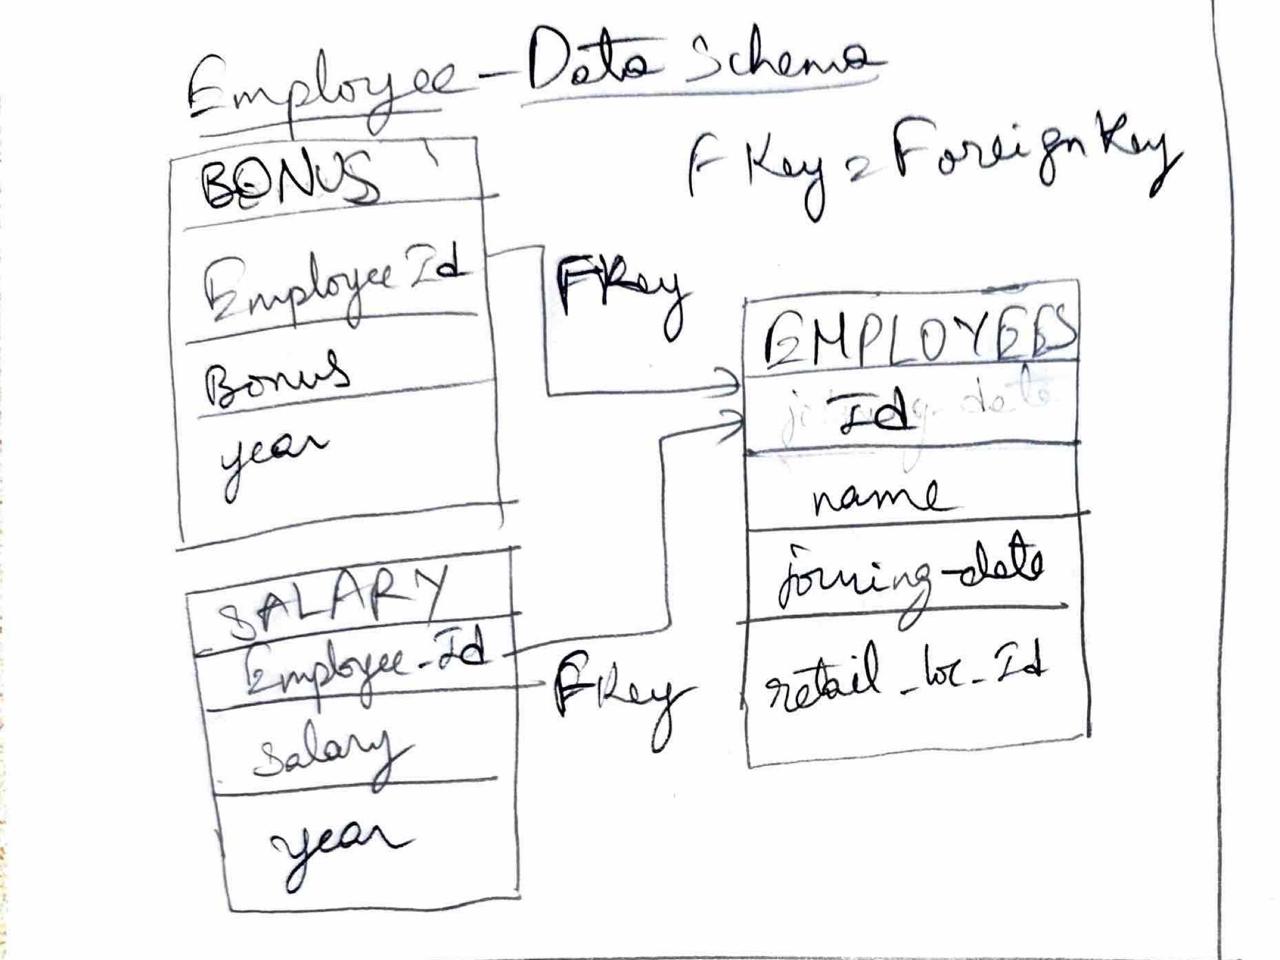 Employee - Data Schema
F Key = Foreign Key
BONUS
Employee Id
Bonus
year
FKey
EMPLOYEES
Id
name
joining-date
retail_loc_Id
SALARY
Employee-Id
FKey
Salary
year